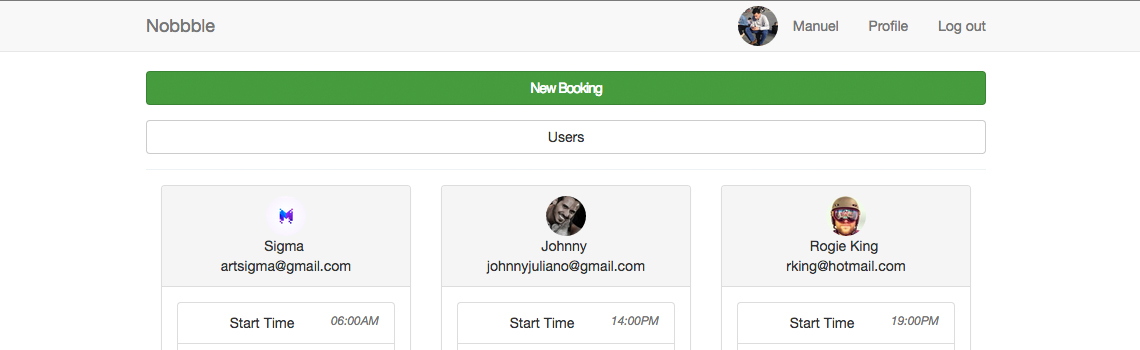 Nobbble Manuel Profile Log out
New Booking
Users
Sigma
artsigma@gmail.com
Start Time 06:00AM
Johnny
johnnyjuliano@gmail.com
Start Time 14:00PM
Rogie King
rking@hotmail.com
Start Time 19:00PM